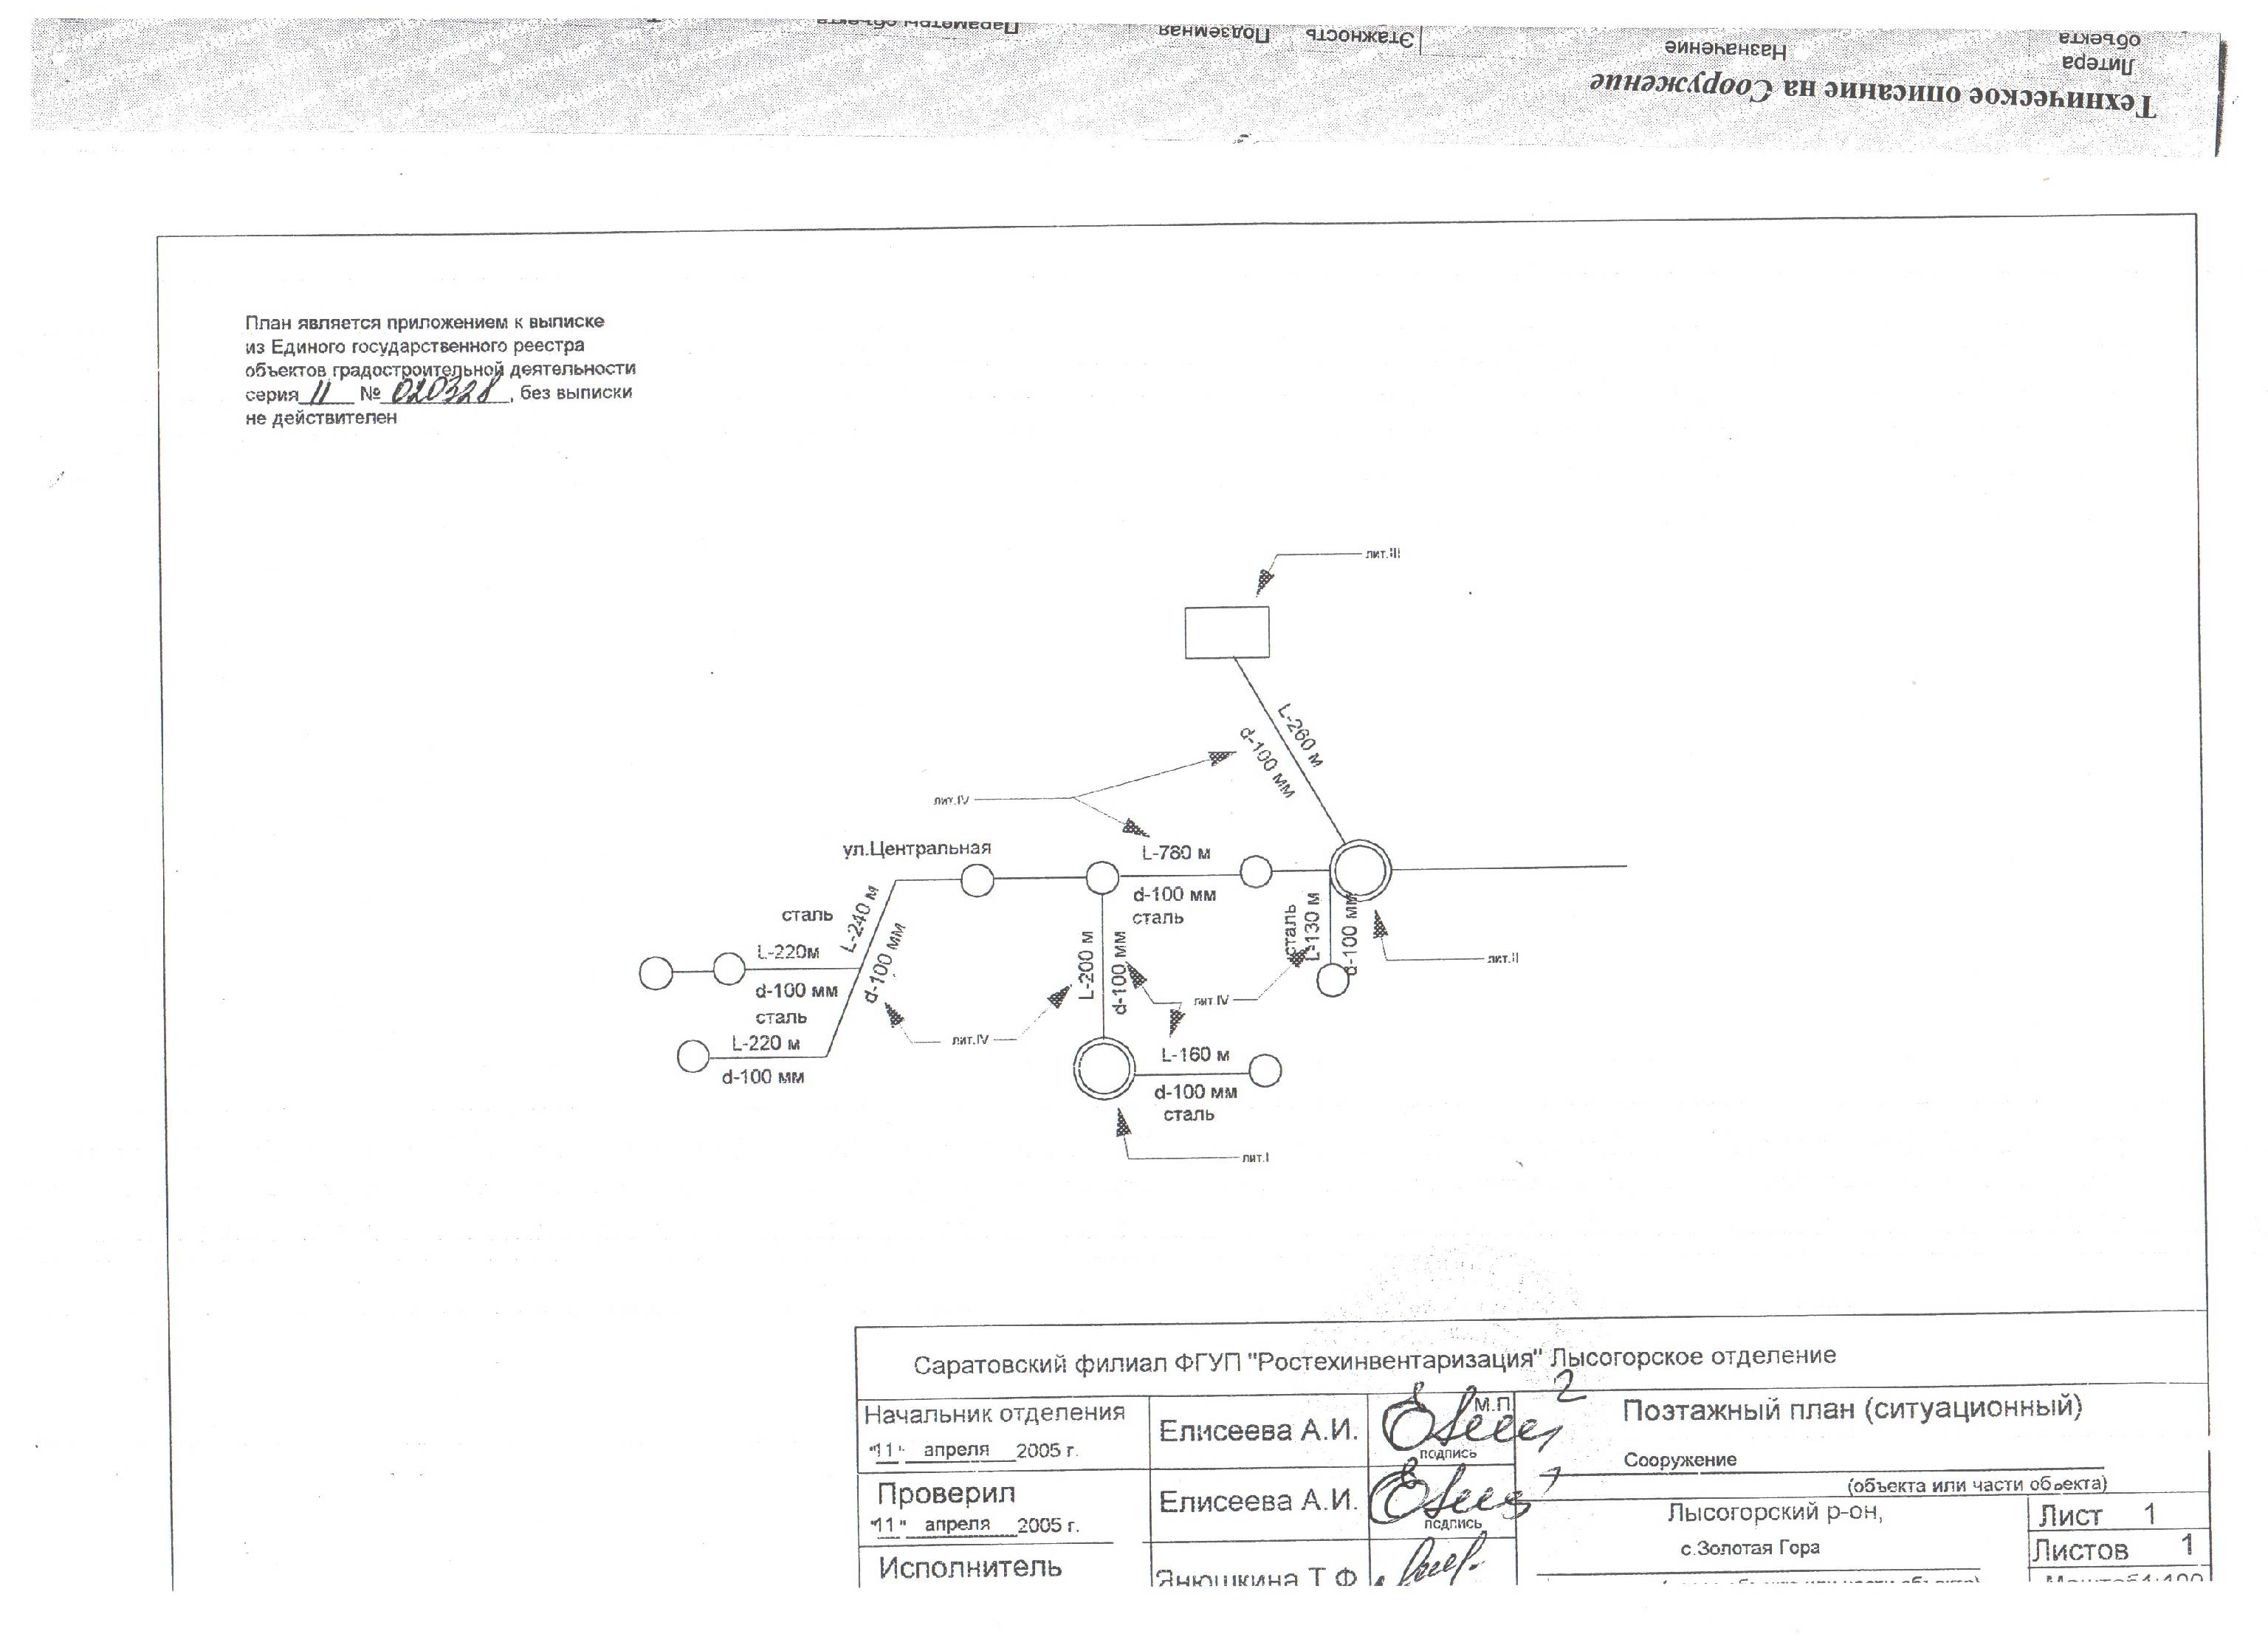 Техническое описание на Сооружение
Литера
объекта
Назначение
Этажность
Подземная
Параметры объекта
План является приложением к выписке
из Единого государственного реестра
объектов градостроительной деятельности
серия 11 № 020328, без выписки
не действителен
лит.III
L-260 м
d-100 мм
лит.IV
ул.Центральная
L-780 м
d-100 мм
сталь
сталь
L-240 м
d-100 мм
L-220м
d-100 мм
сталь
L-220 м
d-100 мм
L-200 м
d-100 мм
сталь
L-130 м
d-100 мм
лит.II
лит.IV
лит.IV
L-160 м
d-100 мм
сталь
лит.I
Саратовский филиал ФГУП "Ростехинвентаризация" Лысогорское отделение
Начальник отделения
"11" апреля 2005 г.
Елисеева А.И.
М.П.
подпись
2
Поэтажный план (ситуационный)
Сооружение
(объекта или части объекта)
Проверил
"11" апреля 2005 г.
Елисеева А.И.
подпись
Лысогорский р-он,
с.Золотая Гора
Лист 1
Листов 1
Исполнитель
Янюшкина Т.Ф